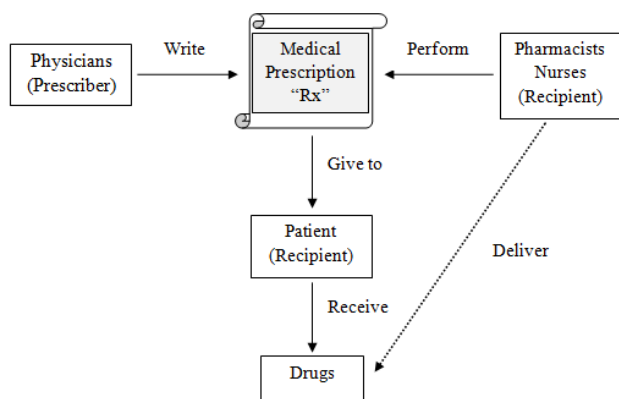 Write
Perform
Physicians
(Prescriber)
Medical
Prescription
“Rx”
Pharmacists
Nurses
(Recipient)
Give to
Patient
(Recipient)
Deliver
Receive
Drugs